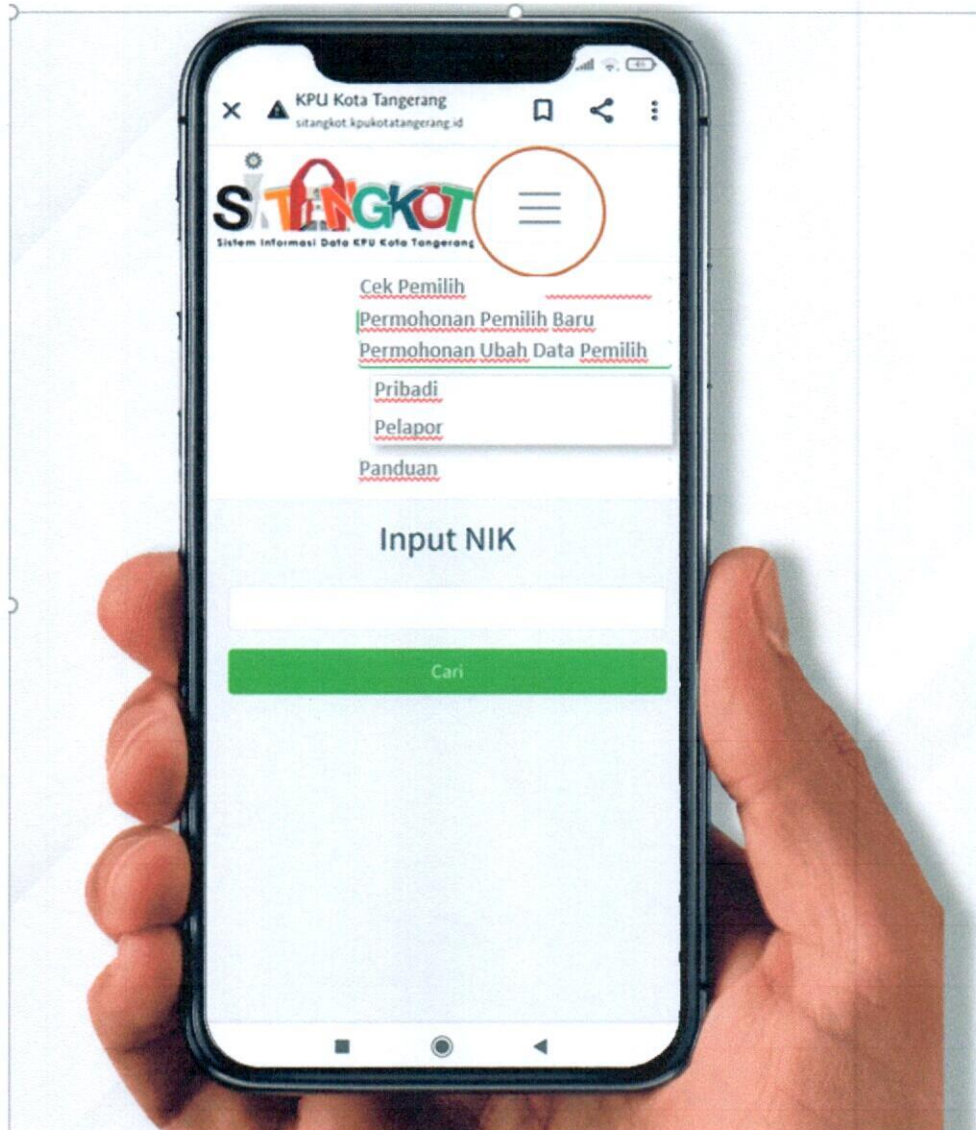 KPU Kota Tangerang
sitangkot.kpukotatangerang.id
SiTANGKOT
Sistem Informasi Data KPU Kota Tangerang
Cek Pemilih
Permohonan Pemilih Baru
Permohonan Ubah Data Pemilih
Pribadi
Pelapor
Panduan
Input NIK
Cari